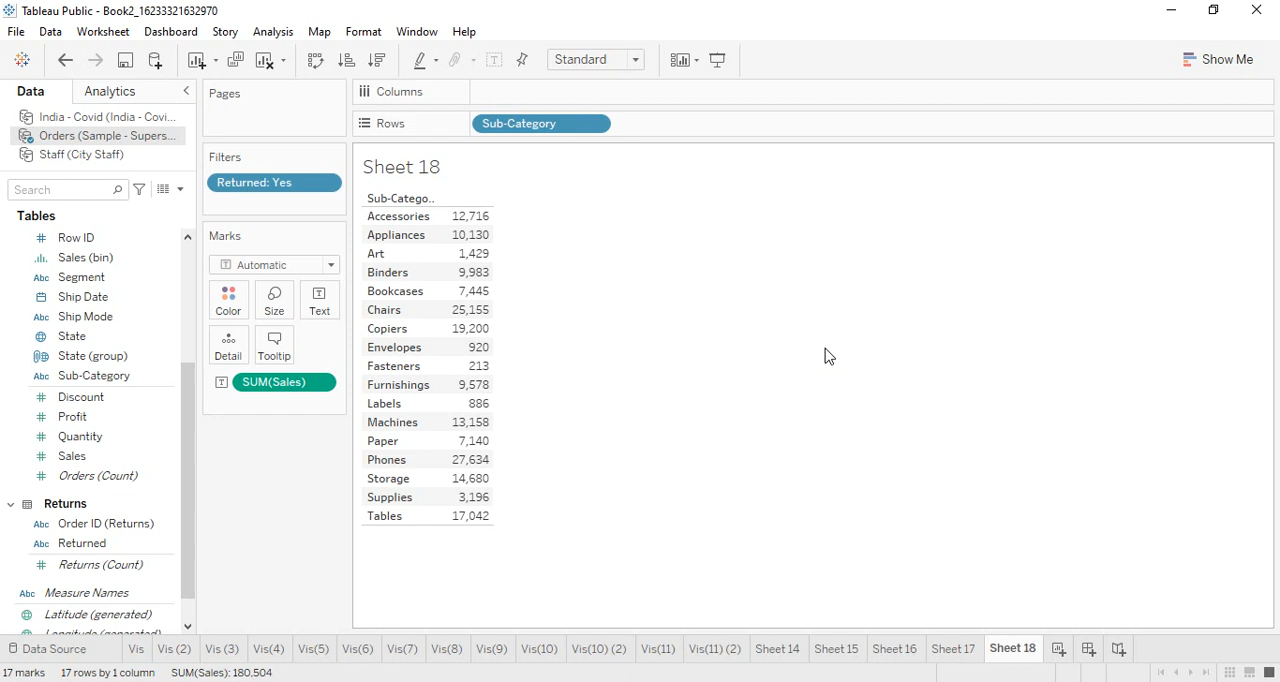 Tableau Public - Book2_16233321632970
File Data Worksheet Dashboard Story Analysis Map Format Window Help
Standard
Show Me
Data Analytics
India - Covid (India - Covi...
Orders (Sample - Supers...
Staff (City Staff)
Search
Tables
Row ID
Sales (bin)
Abc Segment
Ship Date
Abc Ship Mode
State
State (group)
Abc Sub-Category
Discount
Profit
Quantity
Sales
Orders (Count)
Returns
Abc Order ID (Returns)
Abc Returned
Returns (Count)
Abc Measure Names
Latitude (generated)
Longitude (generated)
Pages
Filters
Returned: Yes
Marks
Automatic
Color Size Text
Detail Tooltip
SUM(Sales)
Columns
Rows Sub-Category
Sheet 18
Sub-Catego..
Accessories 12,716
Appliances 10,130
Art 1,429
Binders 9,983
Bookcases 7,445
Chairs 25,155
Copiers 19,200
Envelopes 920
Fasteners 213
Furnishings 9,578
Labels 886
Machines 13,158
Paper 7,140
Phones 27,634
Storage 14,680
Supplies 3,196
Tables 17,042
Data Source Vis Vis (2) Vis (3) Vis(4) Vis(5) Vis(6) Vis(7) Vis(8) Vis(9) Vis(10) Vis(10) (2) Vis(11) Vis(11) (2) Sheet 14 Sheet 15 Sheet 16 Sheet 17 Sheet 18
17 marks 17 rows by 1 column SUM(Sales): 180,504